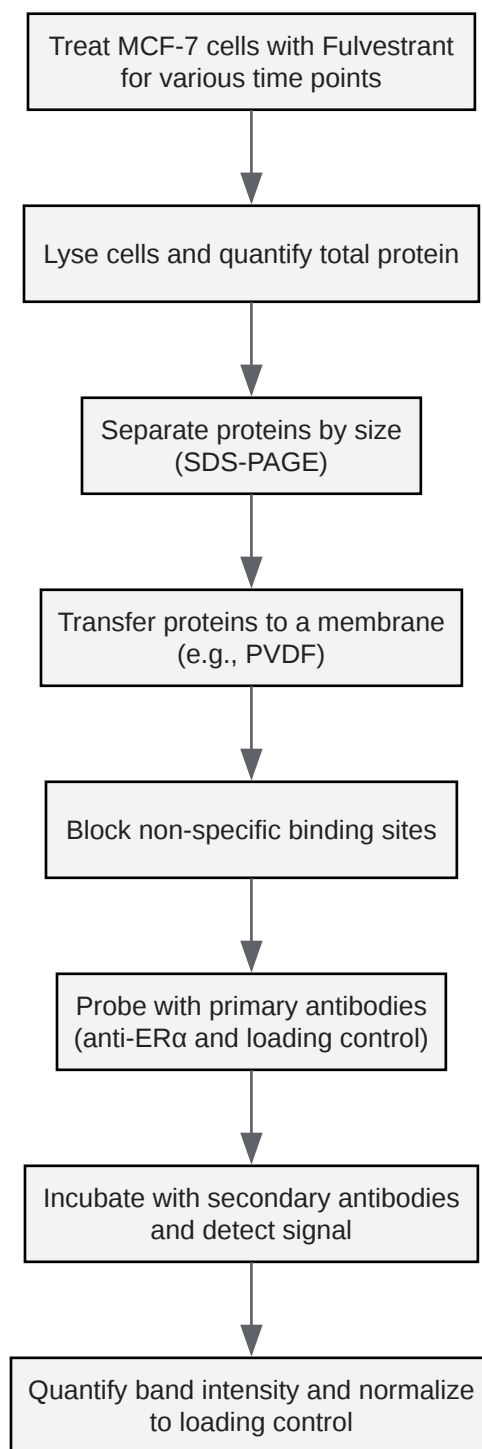 Treat MCF-7 cells with Fulvestrant
for various time points
Lyse cells and quantify total protein
Separate proteins by size
(SDS-PAGE)
Transfer proteins to a membrane
(e.g., PVDF)
Block non-specific binding sites
Probe with primary antibodies
(anti-ERα and loading control)
Incubate with secondary antibodies
and detect signal
Quantify band intensity and normalize
to loading control